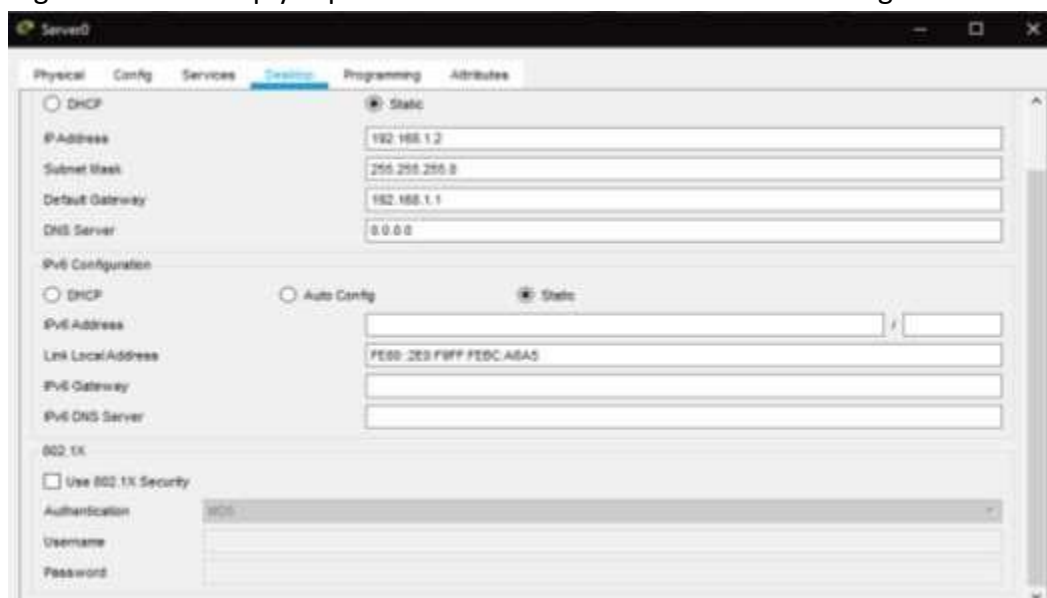 Server0
Physical Config Services Desktop Programming Attributes
DHCP Static
IP Address 192.168.1.2
Subnet Mask 255.255.255.0
Default Gateway 192.168.1.1
DNS Server 0.0.0.0
IPv6 Configuration
DHCP Auto Config Static
IPv6 Address /
Link Local Address FE80::2E0:F9FF:FEBC:A6A5
IPv6 Gateway
IPv6 DNS Server
802.1X
Use 802.1X Security
Authentication MD5
Username
Password